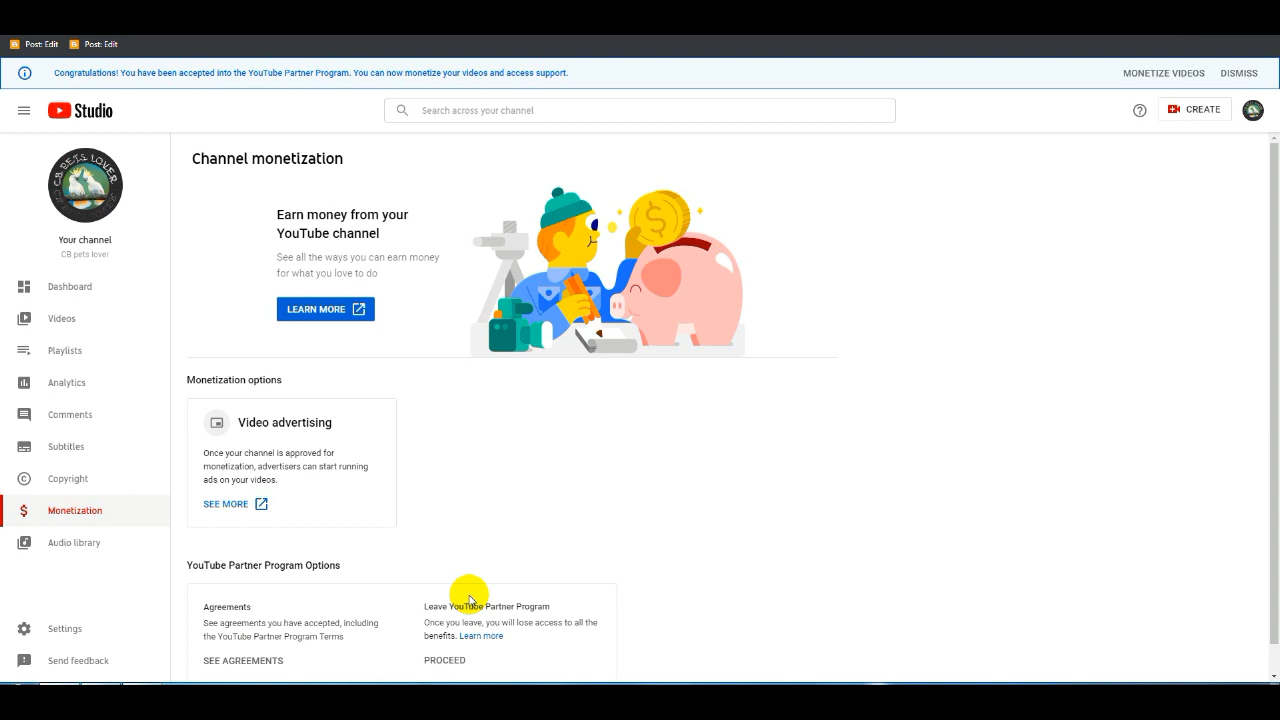 Post: Edit Post: Edit
Congratulations! You have been accepted into the YouTube Partner Program. You can now monetize your videos and access support. MONETIZE VIDEOS DISMISS
Studio Search across your channel CREATE
CB PETS LOVER
Your channel
CB pets lover
Dashboard
Videos
Playlists
Analytics
Comments
Subtitles
Copyright
Monetization
Audio library
Settings
Send feedback
Channel monetization
Earn money from your
YouTube channel
See all the ways you can earn money
for what you love to do
LEARN MORE
Monetization options
Video advertising
Once your channel is approved for
monetization, advertisers can start running
ads on your videos.
SEE MORE
YouTube Partner Program Options
Agreements
See agreements you have accepted, including
the YouTube Partner Program Terms
SEE AGREEMENTS
Leave YouTube Partner Program
Once you leave, you will lose access to all the
benefits. Learn more
PROCEED